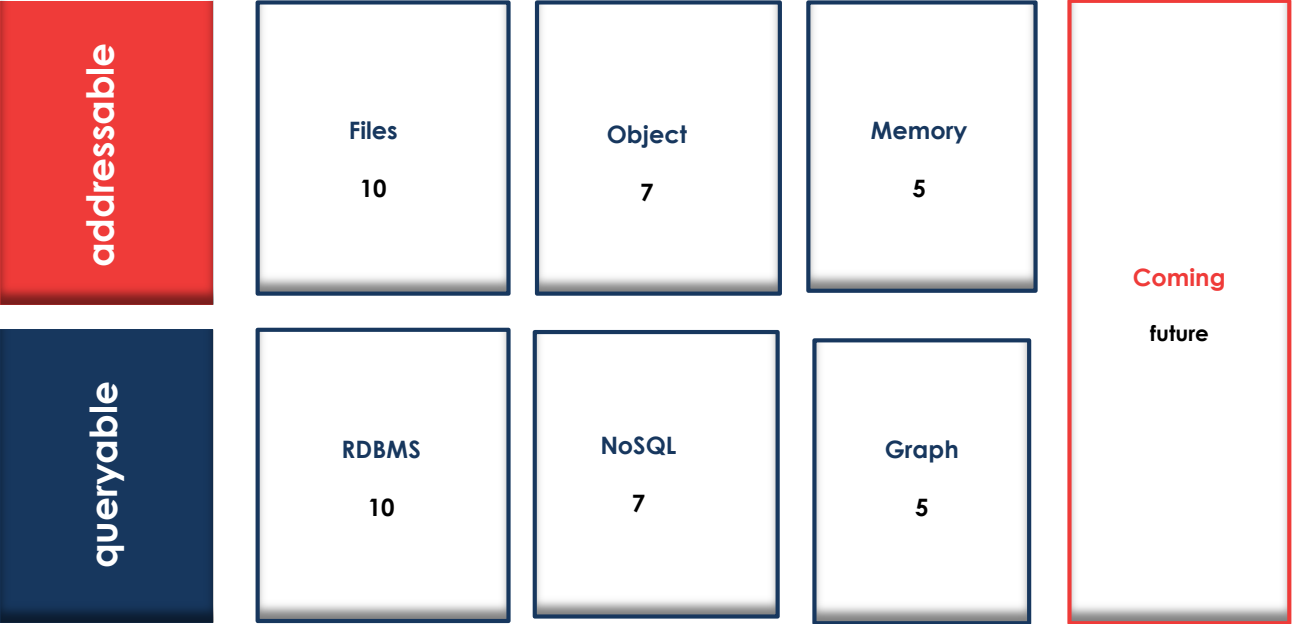 addressable
Files
10
Object
7
Memory
5
queryable
RDBMS
10
NoSQL
7
Graph
5
Coming
future